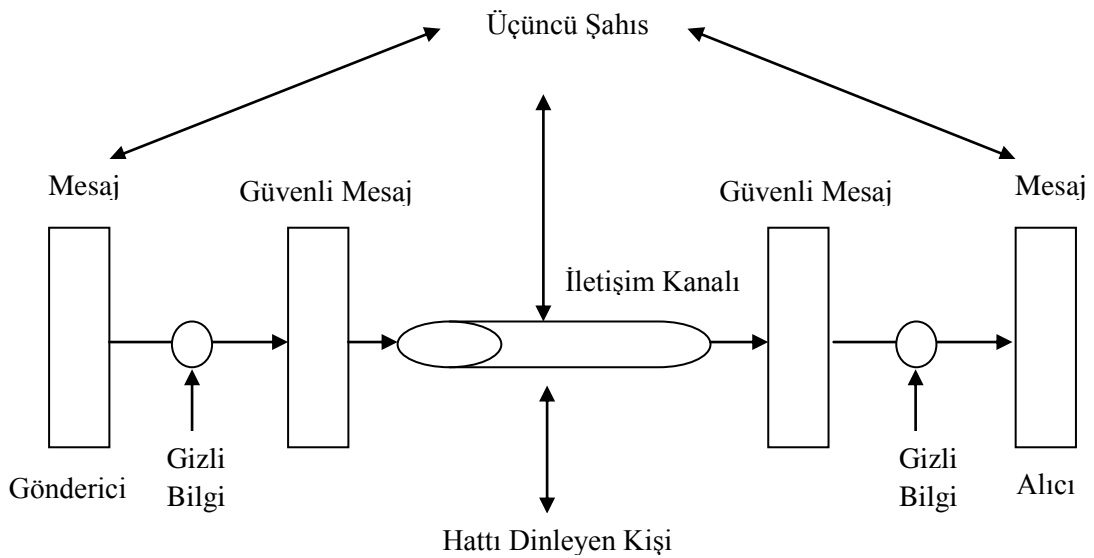 Üçüncü Şahıs
Mesaj
Güvenli Mesaj
Güvenli Mesaj
Mesaj
İletişim Kanalı
Gizli
Bilgi
Gizli
Bilgi
Gönderici
Alıcı
Hattı Dinleyen Kişi